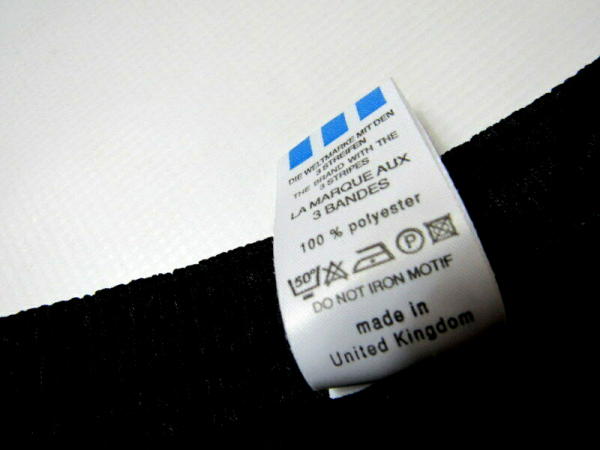 DIE WELTMARKE MIT DEN
3 STREIFEN
THE BRAND WITH THE
3 STRIPES
LA MARQUE AUX
3 BANDES
100 % polyester
50° P
DO NOT IRON MOTIF
made in
United Kingdom